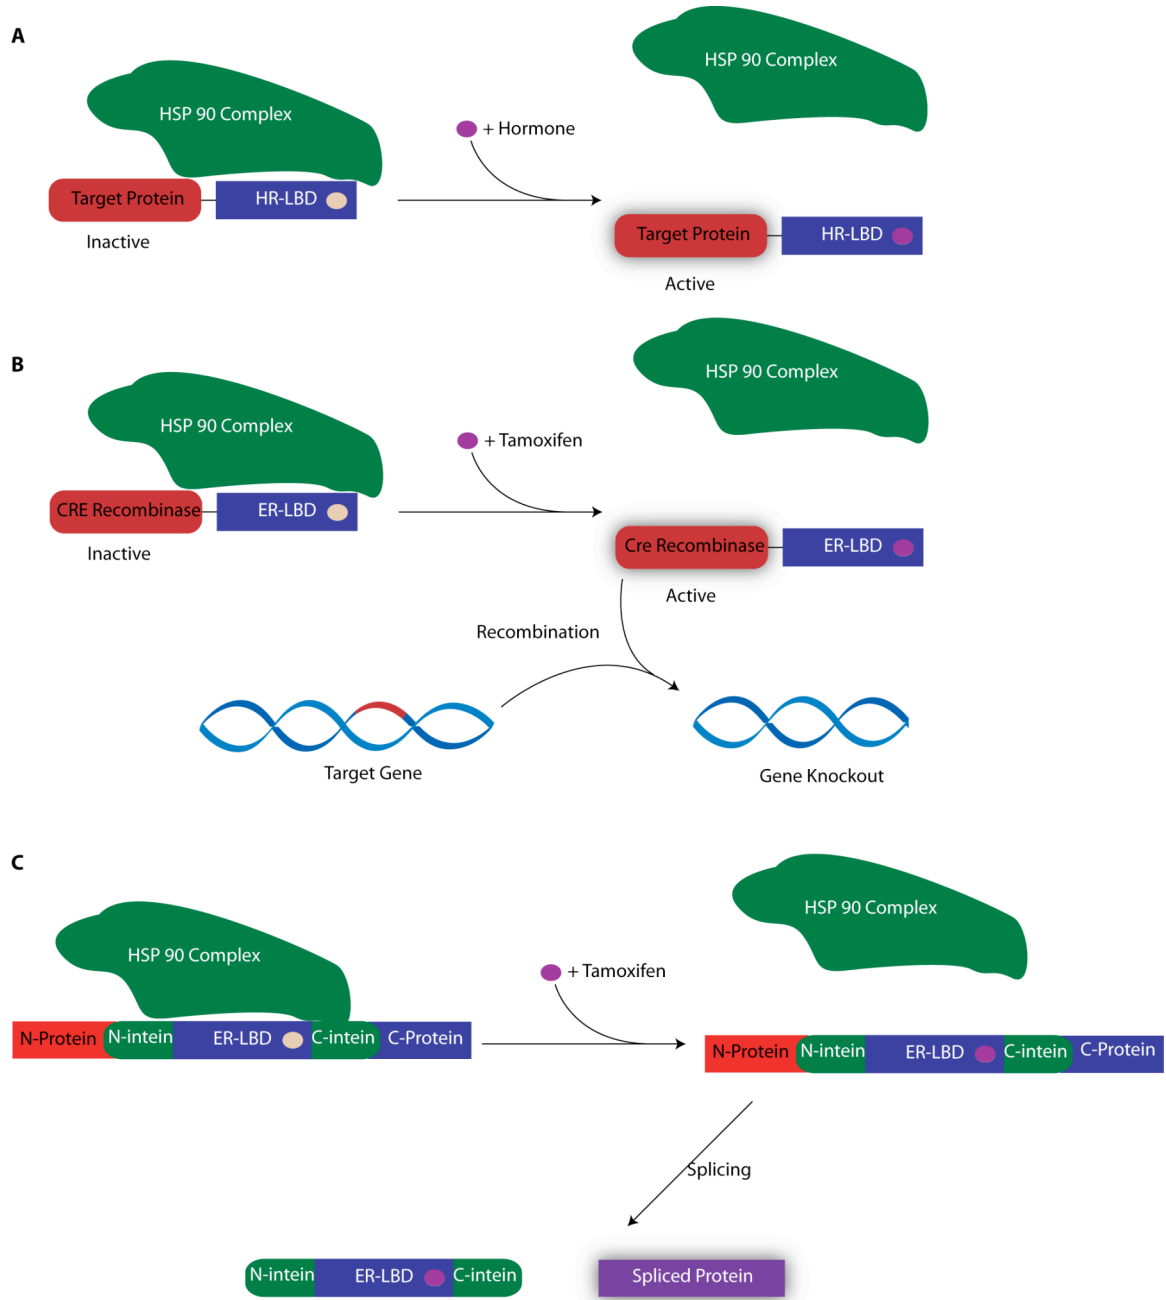 A
HSP 90 Complex
HSP 90 Complex
+ Hormone
Target Protein
HR-LBD
Inactive
Target Protein
HR-LBD
Active
B
HSP 90 Complex
HSP 90 Complex
+ Tamoxifen
CRE Recombinase
ER-LBD
Inactive
Cre Recombinase
ER-LBD
Active
Recombination
Target Gene
Gene Knockout
C
HSP 90 Complex
HSP 90 Complex
+ Tamoxifen
N-Protein
N-intein
ER-LBD
C-intein
C-Protein
N-Protein
N-intein
ER-LBD
C-intein
C-Protein
Splicing
N-intein
ER-LBD
C-intein
Spliced Protein